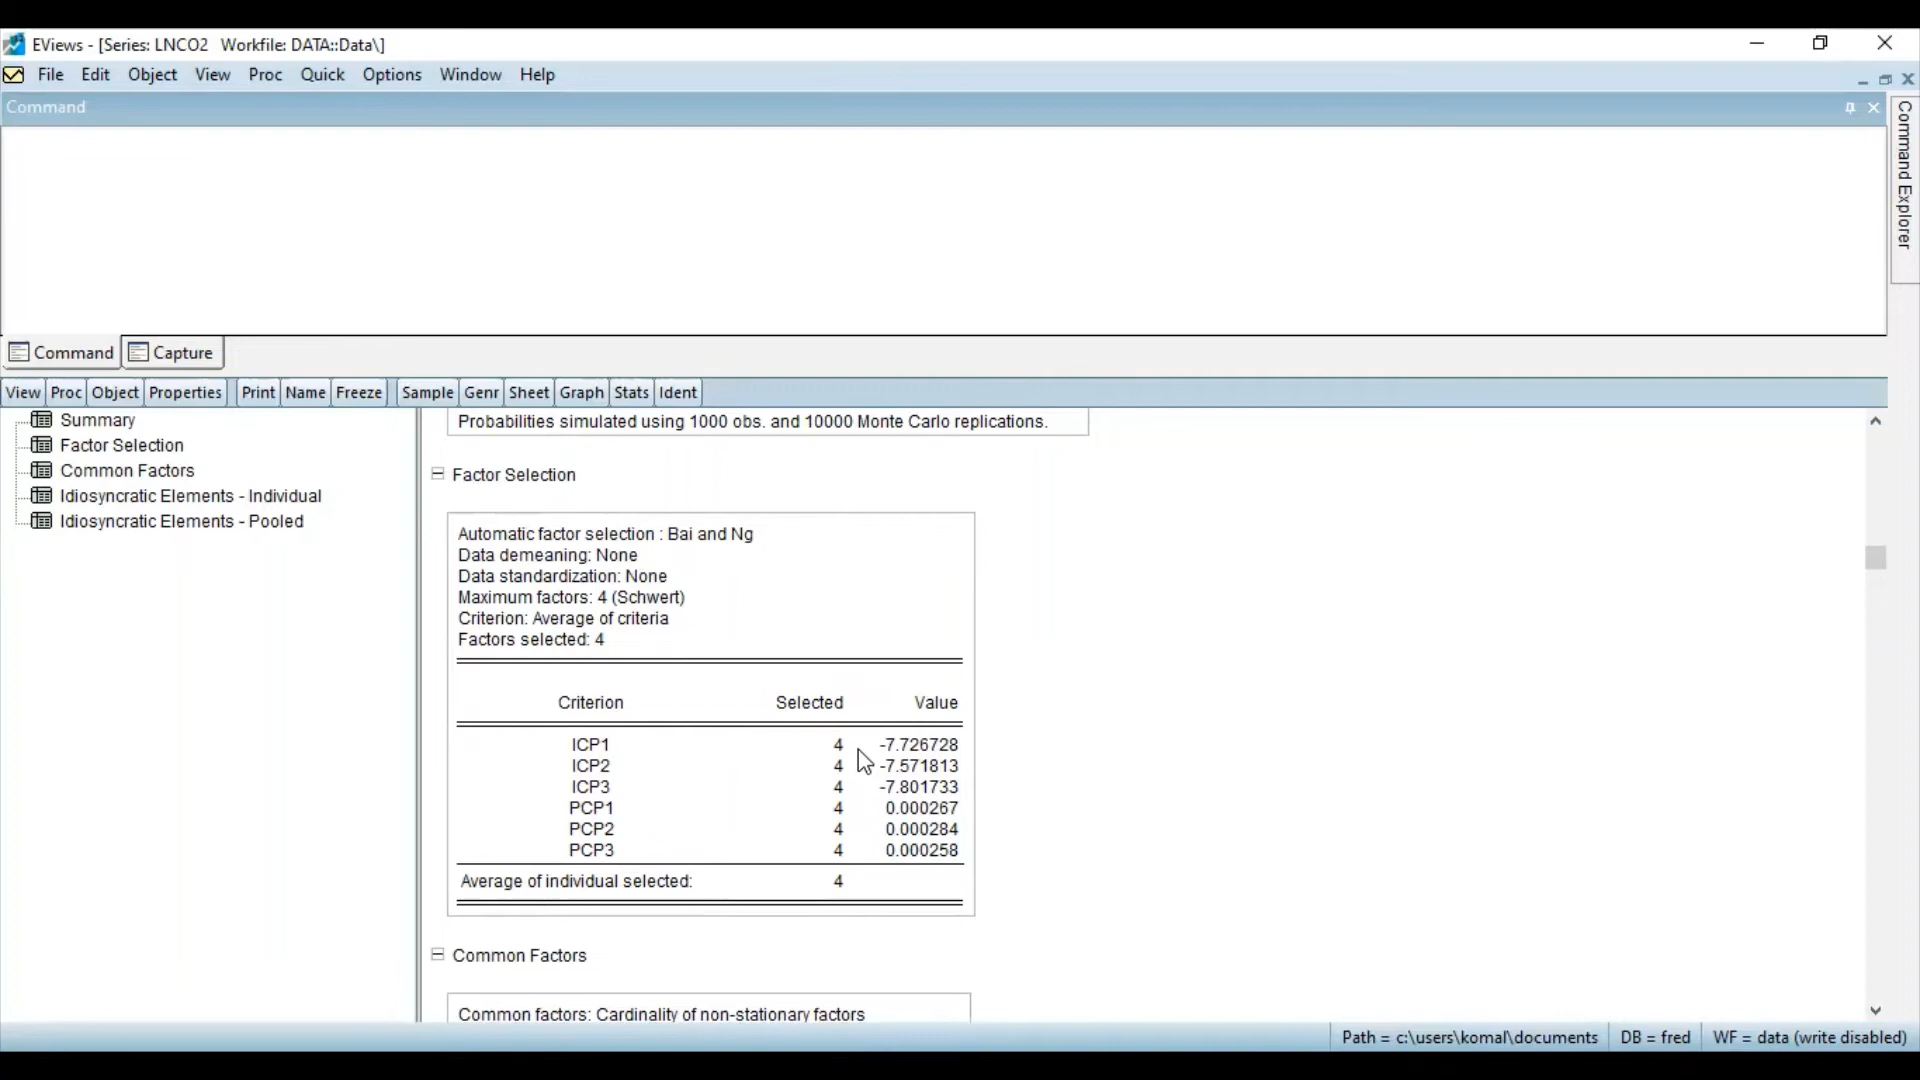 EViews - [Series: LNCO2 Workfile: DATA::Data\]
File Edit Object View Proc Quick Options Window Help
Command
Command Explorer
Command Capture
View Proc Object Properties Print Name Freeze Sample Genr Sheet Graph Stats Ident
Summary
Factor Selection
Common Factors
Idiosyncratic Elements - Individual
Idiosyncratic Elements - Pooled
Probabilities simulated using 1000 obs. and 10000 Monte Carlo replications.
Factor Selection
Automatic factor selection : Bai and Ng
Data demeaning: None
Data standardization: None
Maximum factors: 4 (Schwert)
Criterion: Average of criteria
Factors selected: 4
Criterion Selected Value
ICP1 4 -7.726728
ICP2 4 -7.571813
ICP3 4 -7.801733
PCP1 4 0.000267
PCP2 4 0.000284
PCP3 4 0.000258
Average of individual selected: 4
Common Factors
Common factors: Cardinality of non-stationary factors
Path = c:\users\komal\documents DB = fred WF = data (write disabled)